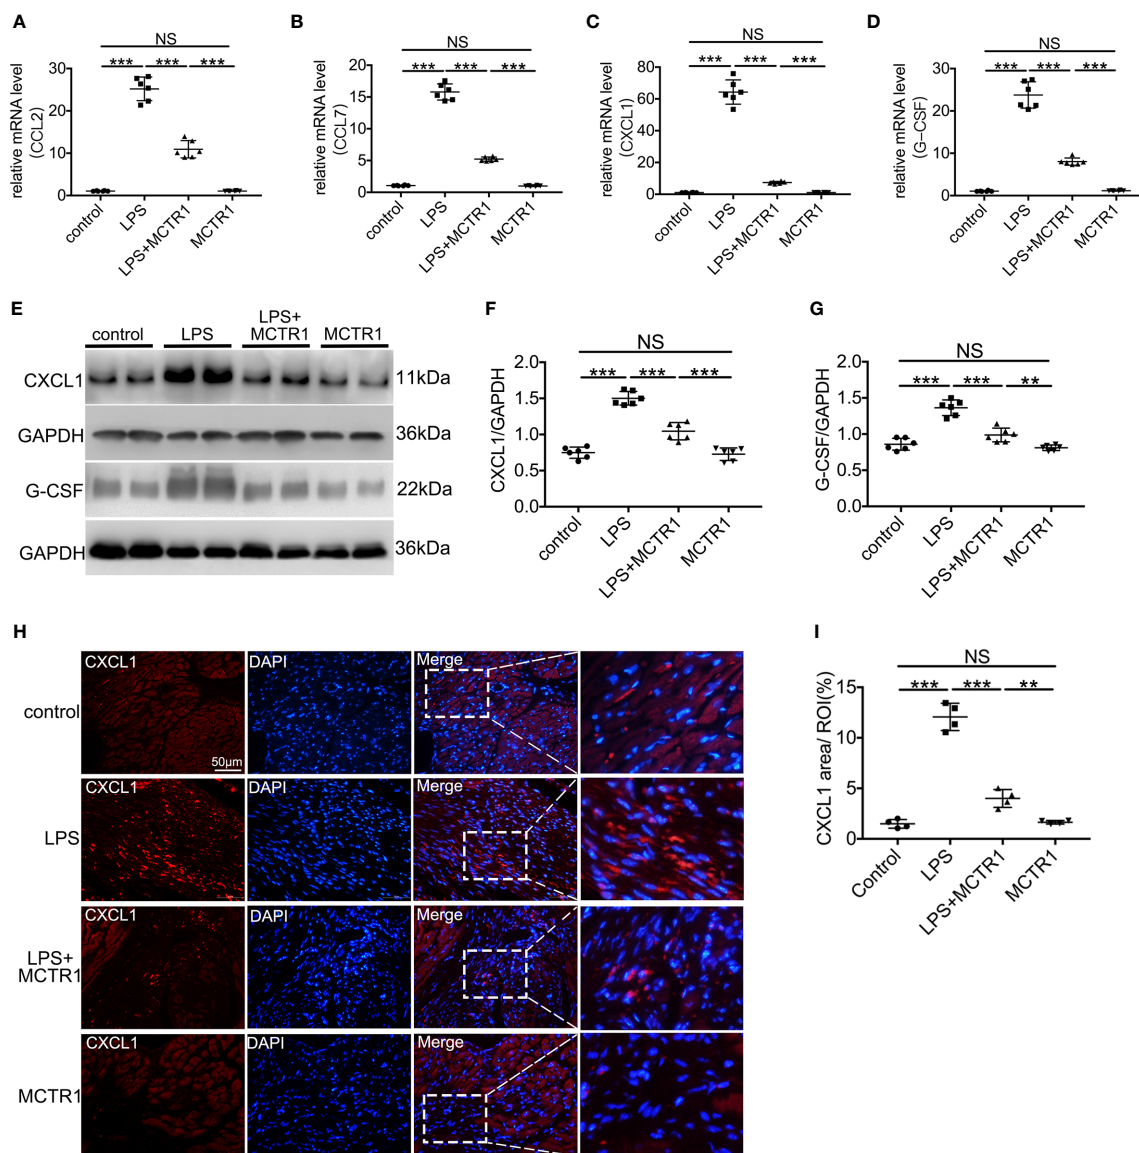 A
NS
*** *** ***
relative mRNA level
(CCL2)
30
20
10
0
control
LPS
LPS+MCTR1
MCTR1
B
NS
*** *** ***
relative mRNA level
(CCL7)
20
15
10
5
0
control
LPS
LPS+MCTR1
MCTR1
C
NS
*** *** ***
relative mRNA level
(CXCL1)
80
60
40
20
0
control
LPS
LPS+MCTR1
MCTR1
D
NS
*** *** ***
relative mRNA level
(G–CSF)
30
20
10
0
control
LPS
LPS+MCTR1
MCTR1
E
control LPS LPS+ MCTR1
MCTR1
CXCL1 11kDa
GAPDH 36kDa
G-CSF 22kDa
GAPDH 36kDa
F
NS
*** *** ***
CXCL1/GAPDH
2.0
1.5
1.0
0.5
0.0
control
LPS
LPS+MCTR1
MCTR1
G
NS
*** *** **
G-CSF/GAPDH
2.0
1.5
1.0
0.5
0.0
control
LPS
LPS+MCTR1
MCTR1
H
CXCL1 DAPI Merge
control
50μm
CXCL1 DAPI Merge
LPS
CXCL1 DAPI Merge
LPS+
MCTR1
CXCL1 DAPI Merge
MCTR1
I
NS
*** *** **
CXCL1 area/ ROI(%)
15
10
5
0
Control
LPS
LPS+MCTR1
MCTR1